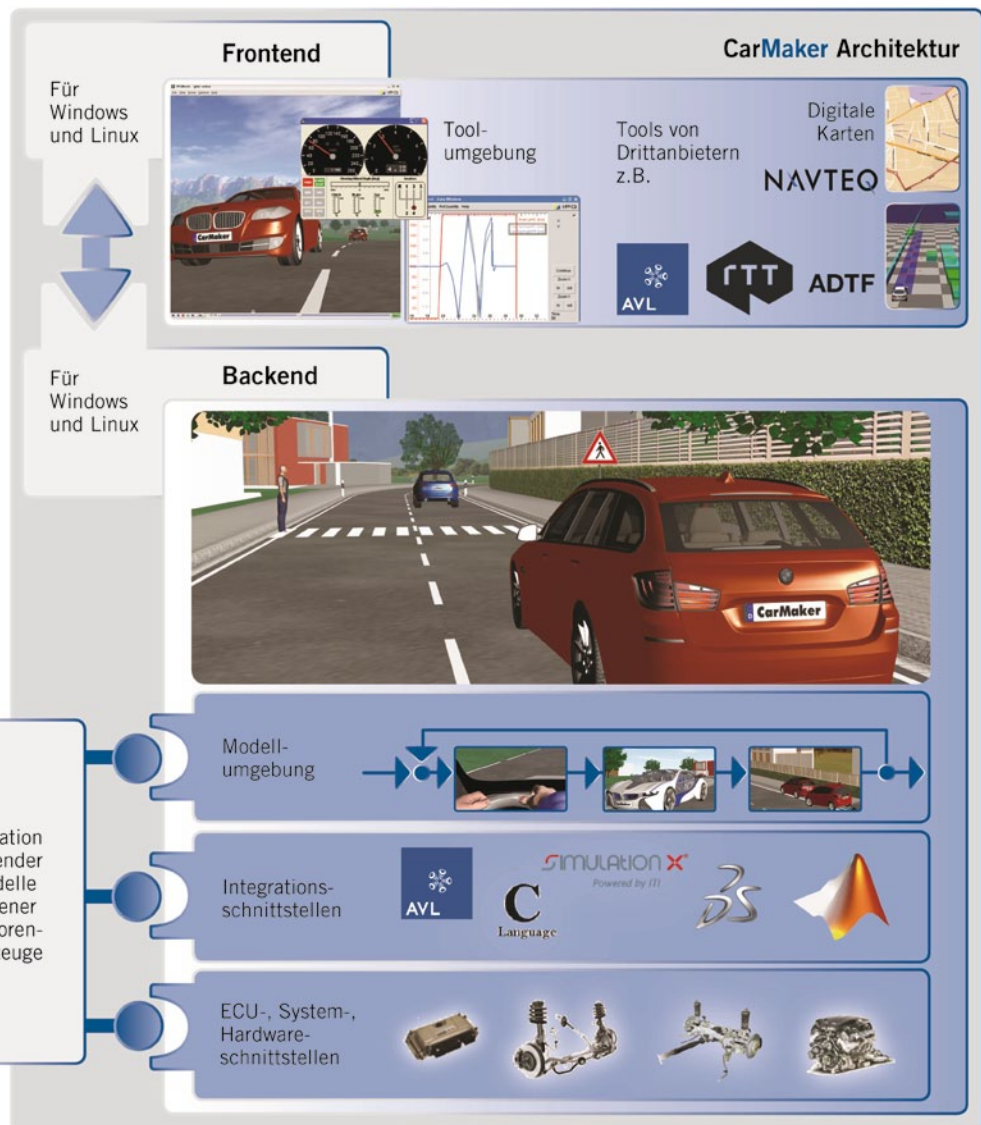 Frontend
CarMaker Architektur
Für
Windows
und Linux
CarMaker
Tool-
umgebung
Tools von
Drittanbietern
z.B.
Digitale
Karten
NAVTEQ
AVL
RTT
ADTF
Für
Windows
und Linux
Backend
CarMaker
Modell-
umgebung
ation
ender
delle
ener
oren-
euge
Integrations-
schnittstellen
AVL
C
Language
SIMULATION X
Powered by ITI
ECU-, System-,
Hardware-
schnittstellen